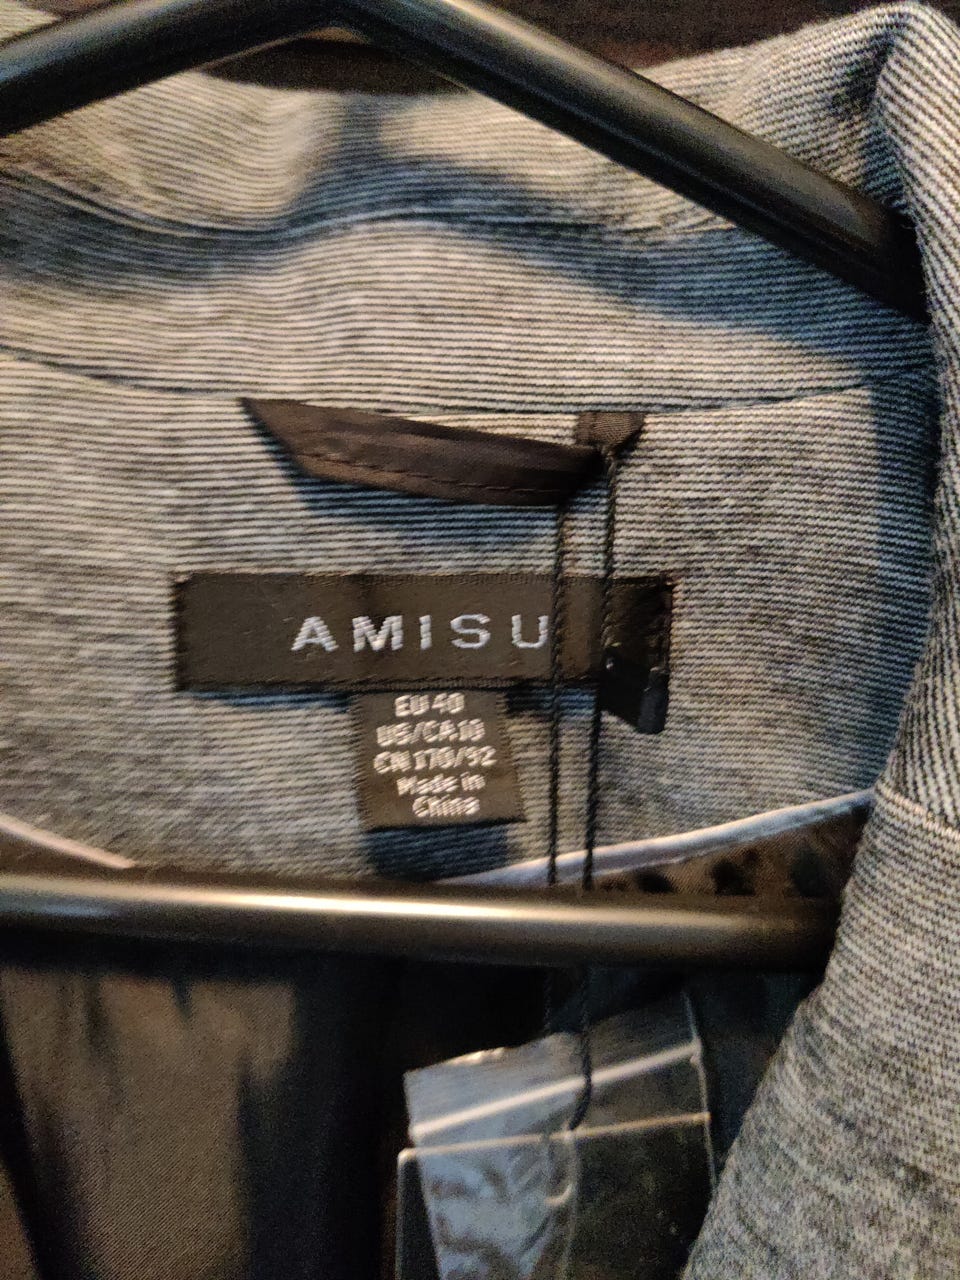 AMISU
EU 40
US/CA 10
CN 170/92
Made in
China